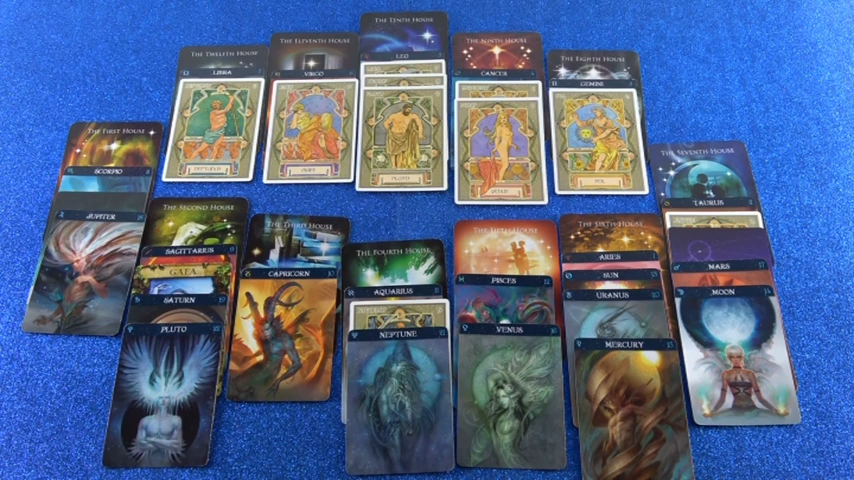 THE TENTH HOUSE
LEO
THE ELEVENTH HOUSE
VIRGO
THE NINTH HOUSE
CANCER
THE TWELFTH HOUSE
LIBRA
THE EIGHTH HOUSE
GEMINI
THE FIRST HOUSE
SCORPIO
JUPITER
THE SEVENTH HOUSE
TAURUS
MARS
MOON
THE SECOND HOUSE
SAGITTARIUS
GAEA
SATURN
PLUTO
THE THIRD HOUSE
CAPRICORN
THE FOURTH HOUSE
AQUARIUS
NEPTUNE
THE FIFTH HOUSE
PISCES
VENUS
THE SIXTH HOUSE
ARIES
SUN
URANUS
MERCURY